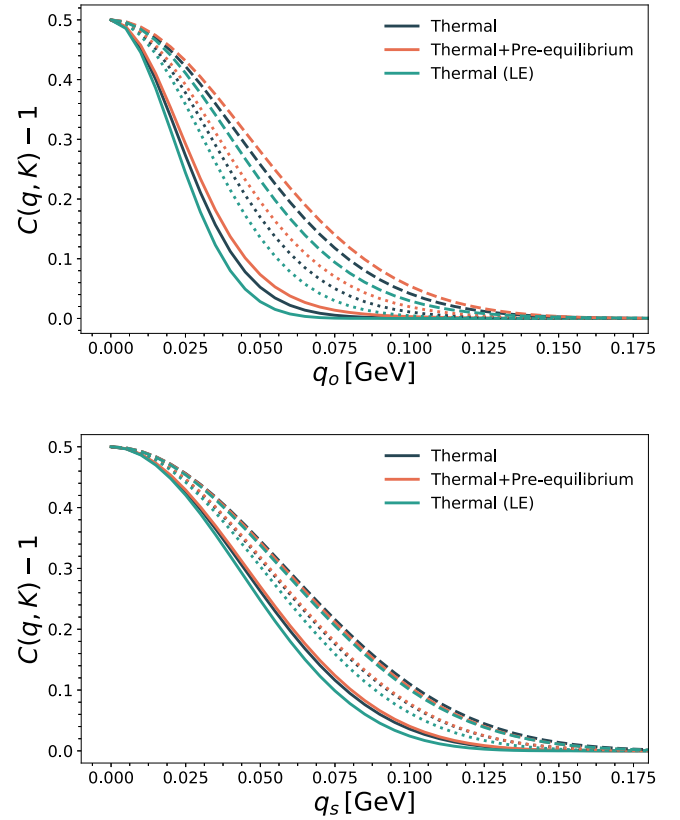 0.5
0.4
0.3
0.2
0.1
0.0
C(q, K) − 1
Thermal
Thermal+Pre-equilibrium
Thermal (LE)
0.000 0.025 0.050 0.075 0.100 0.125 0.150 0.175
q_o [GeV]
0.5
0.4
0.3
0.2
0.1
0.0
C(q, K) − 1
Thermal
Thermal+Pre-equilibrium
Thermal (LE)
0.000 0.025 0.050 0.075 0.100 0.125 0.150 0.175
q_s [GeV]